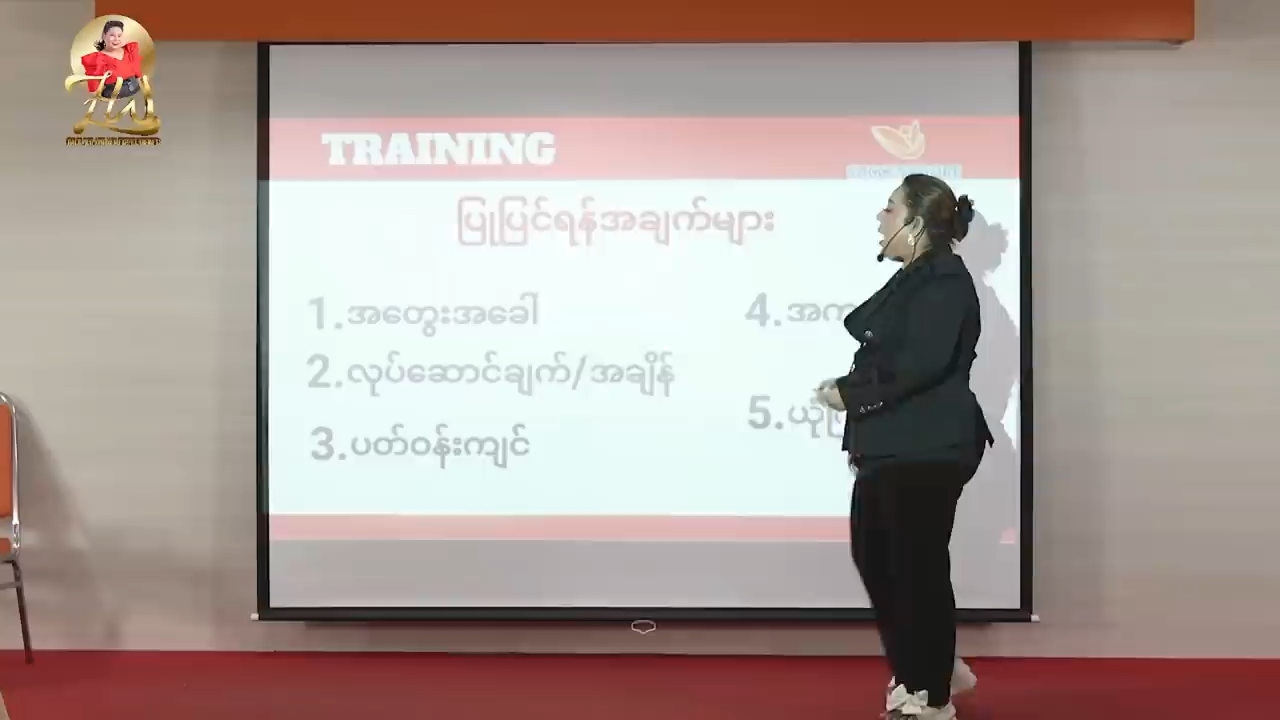 TRAINING
ပြုပြင်ရန်အချက်များ
1.အတွေးအခေါ်
2.လုပ်ဆောင်ချက်/အချိန်
3.ပတ်ဝန်းကျင်
4.
5.